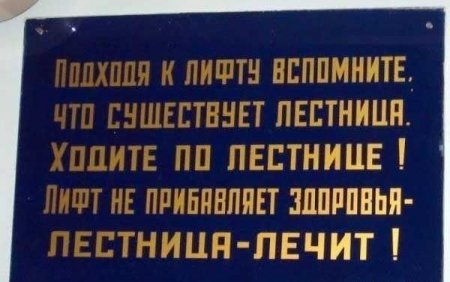 Подходя к лифту вспомните,
что существует лестница.
Ходите по лестнице !
Лифт не прибавляет здоровья-
лестница-лечит !